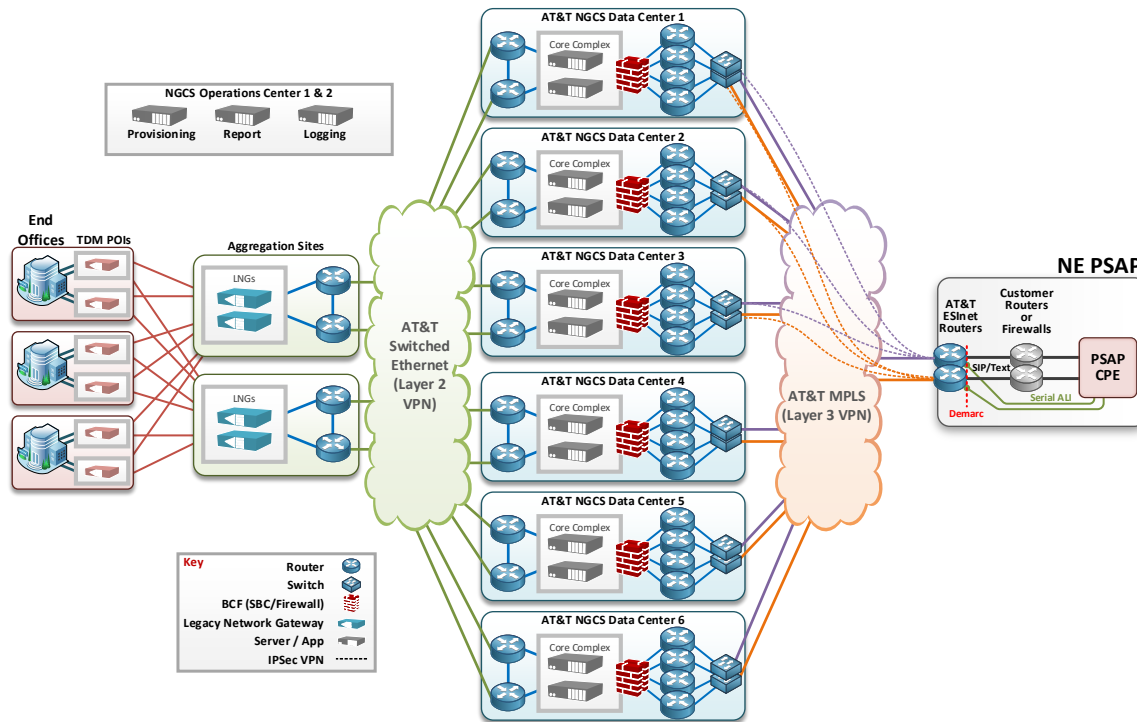 AT&T NGCS Data Center 1
Core Complex
NGCS Operations Center 1 & 2
Provisioning
Report
Logging
AT&T NGCS Data Center 2
Core Complex
End
Offices
TDM POIs
Aggregation Sites
LNGs
LNGs
AT&T
Switched
Ethernet
(Layer 2
VPN)
AT&T NGCS Data Center 3
Core Complex
AT&T NGCS Data Center 4
Core Complex
AT&T NGCS Data Center 5
Core Complex
AT&T NGCS Data Center 6
Core Complex
AT&T MPLS
(Layer 3 VPN)
NE PSAP
AT&T
ESInet
Routers
Customer
Routers
or
Firewalls
SIP/Text
PSAP
CPE
Serial ALI
Demarc
Key
Router
Switch
BCF (SBC/Firewall)
Legacy Network Gateway
Server / App
IPSec VPN